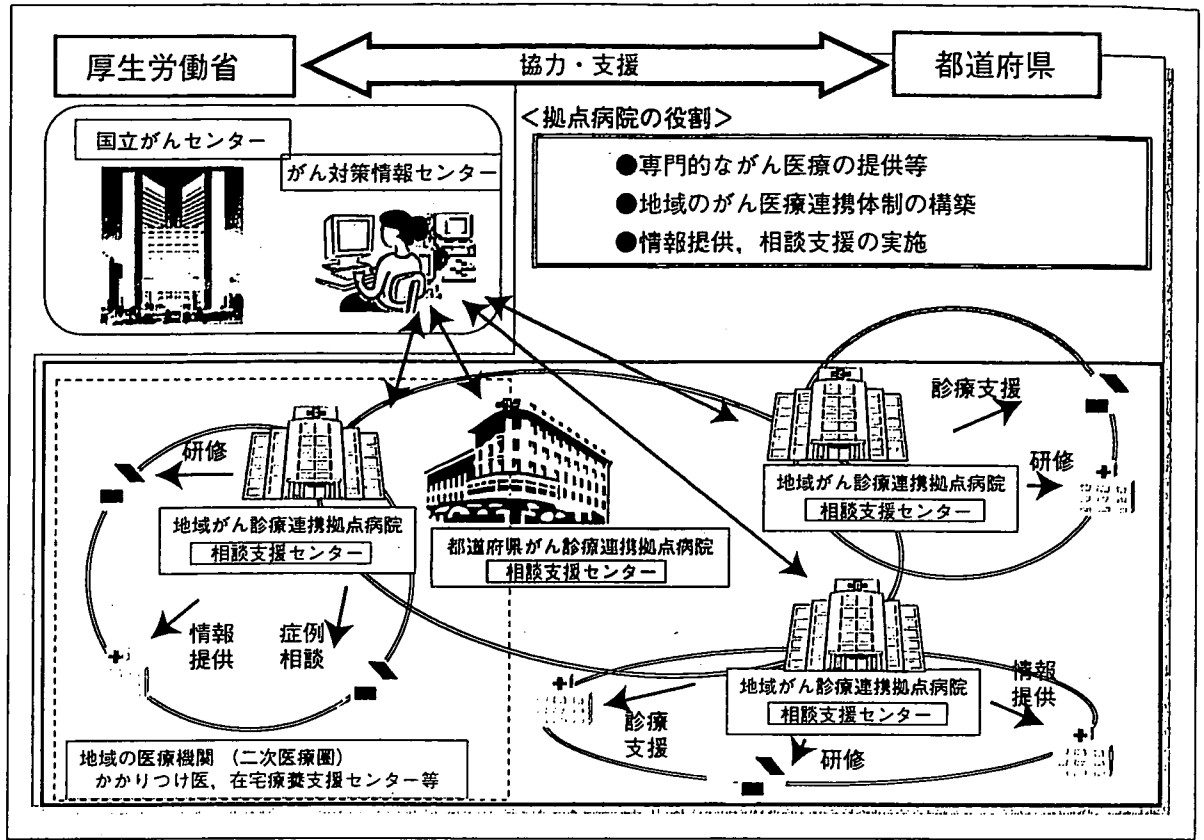 厚生労働省
協力・支援
都道府県
国立がんセンター
がん対策情報センター
＜拠点病院の役割＞
●専門的ながん医療の提供等
●地域のがん医療連携体制の構築
●情報提供，相談支援の実施
研修
地域がん診療連携拠点病院
相談支援センター
情報
提供
症例
相談
都道府県がん診療連携拠点病院
相談支援センター
診療支援
研修
地域がん診療連携拠点病院
相談支援センター
地域がん診療連携拠点病院
相談支援センター
診療
支援
研修
情報
提供
地域の医療機関　（二次医療圏）
かかりつけ医，在宅療養支援センター等